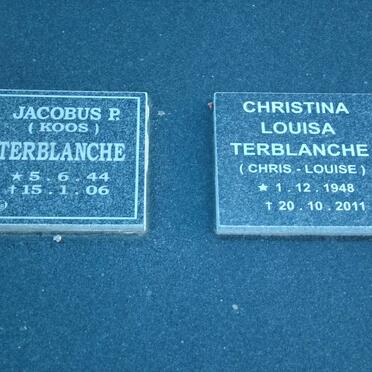 JACOBUS P.
( KOOS )
TERBLANCHE
★ 5 . 6 . 44
✝ 15 . 1 . 06
CHRISTINA
LOUISA
TERBLANCHE
( CHRIS - LOUISE )
★ 1 . 12 . 1948
✝ 20 . 10 . 2011